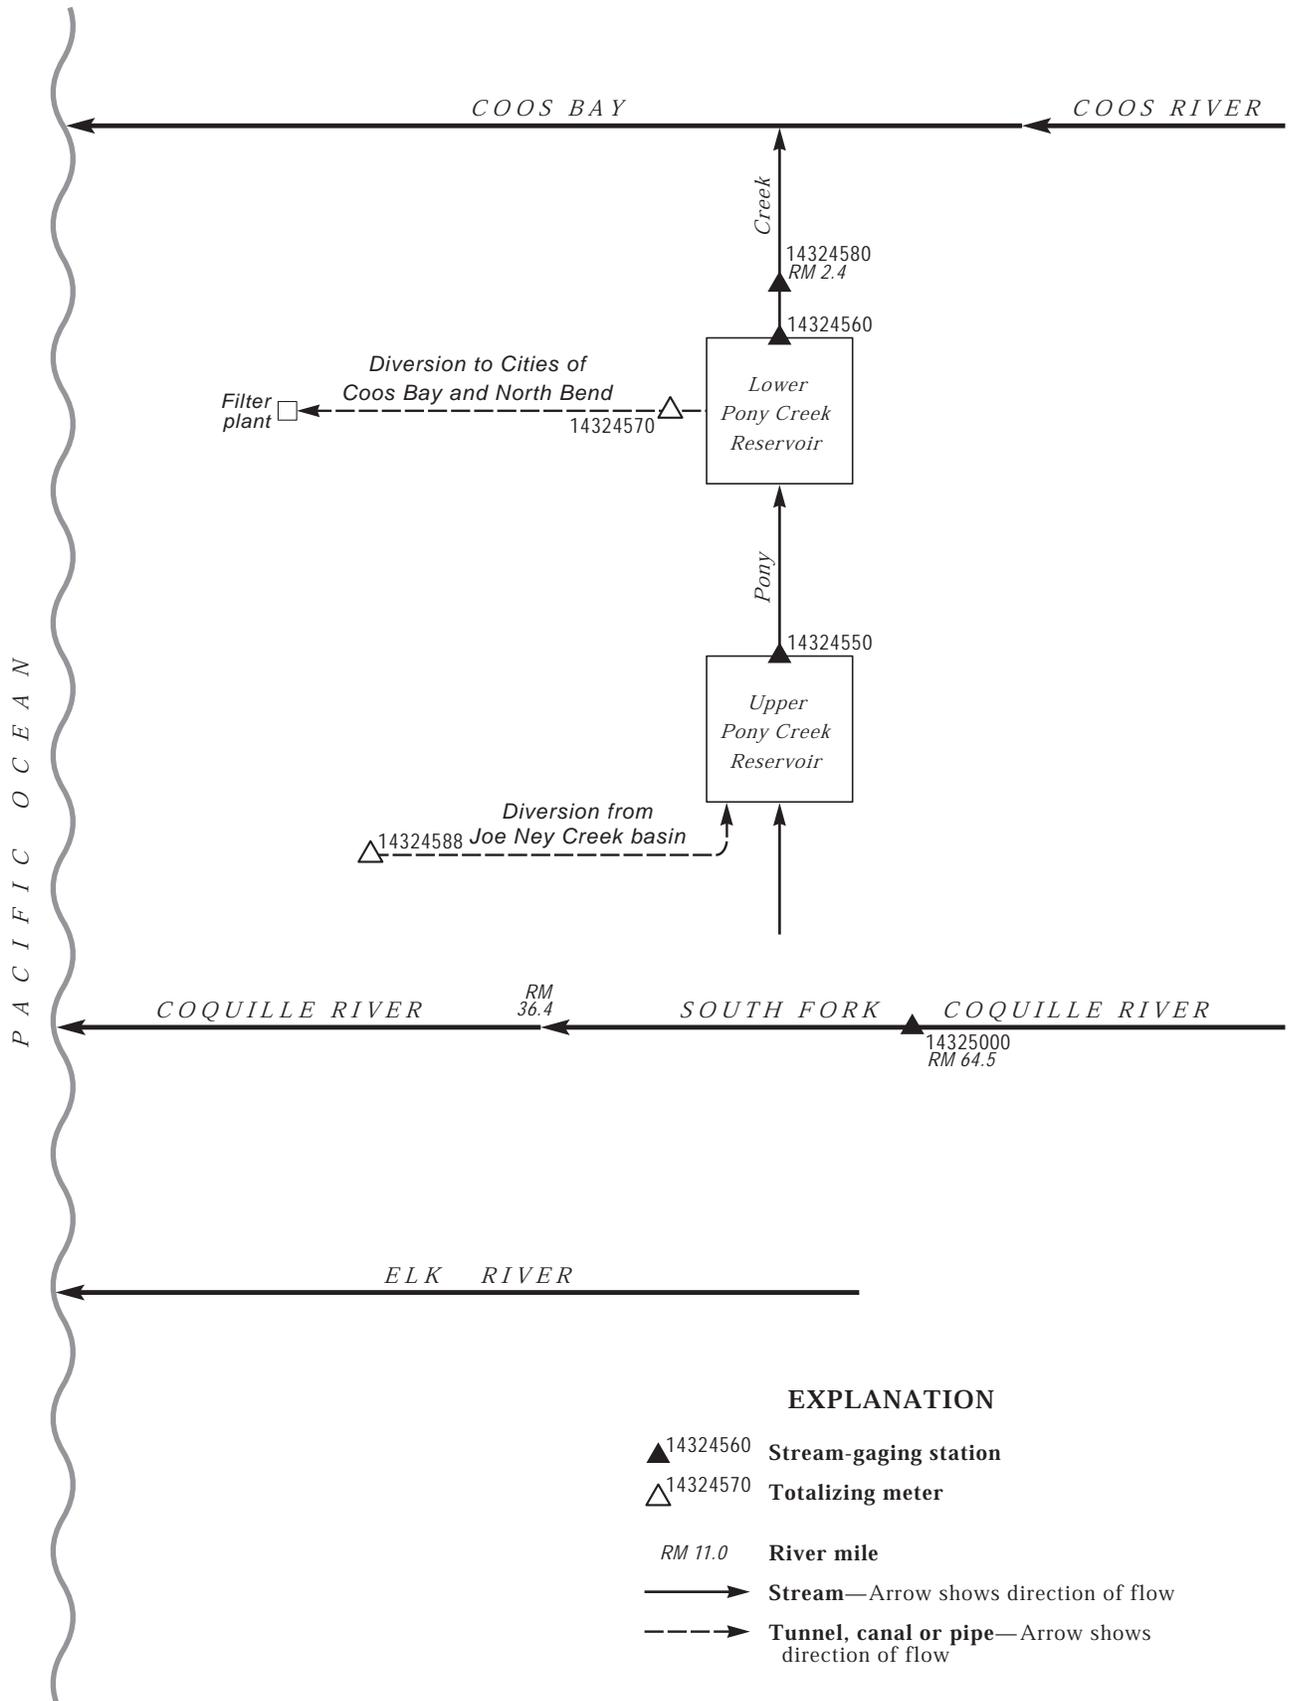 COOS BAY
COOS RIVER
Creek
14324580
RM 2.4
14324560
Diversion to Cities of
Coos Bay and North Bend
Filter
plant
14324570
Lower
Pony Creek
Reservoir
Pony
14324550
Upper
Pony Creek
Reservoir
PACIFIC OCEAN
Diversion from
14324588 Joe Ney Creek basin
COQUILLE RIVER
RM
36.4
SOUTH FORK
COQUILLE RIVER
14325000
RM 64.5
ELK RIVER
EXPLANATION
14324560 Stream-gaging station
14324570 Totalizing meter
RM 11.0 River mile
Stream—Arrow shows direction of flow
Tunnel, canal or pipe—Arrow shows
direction of flow